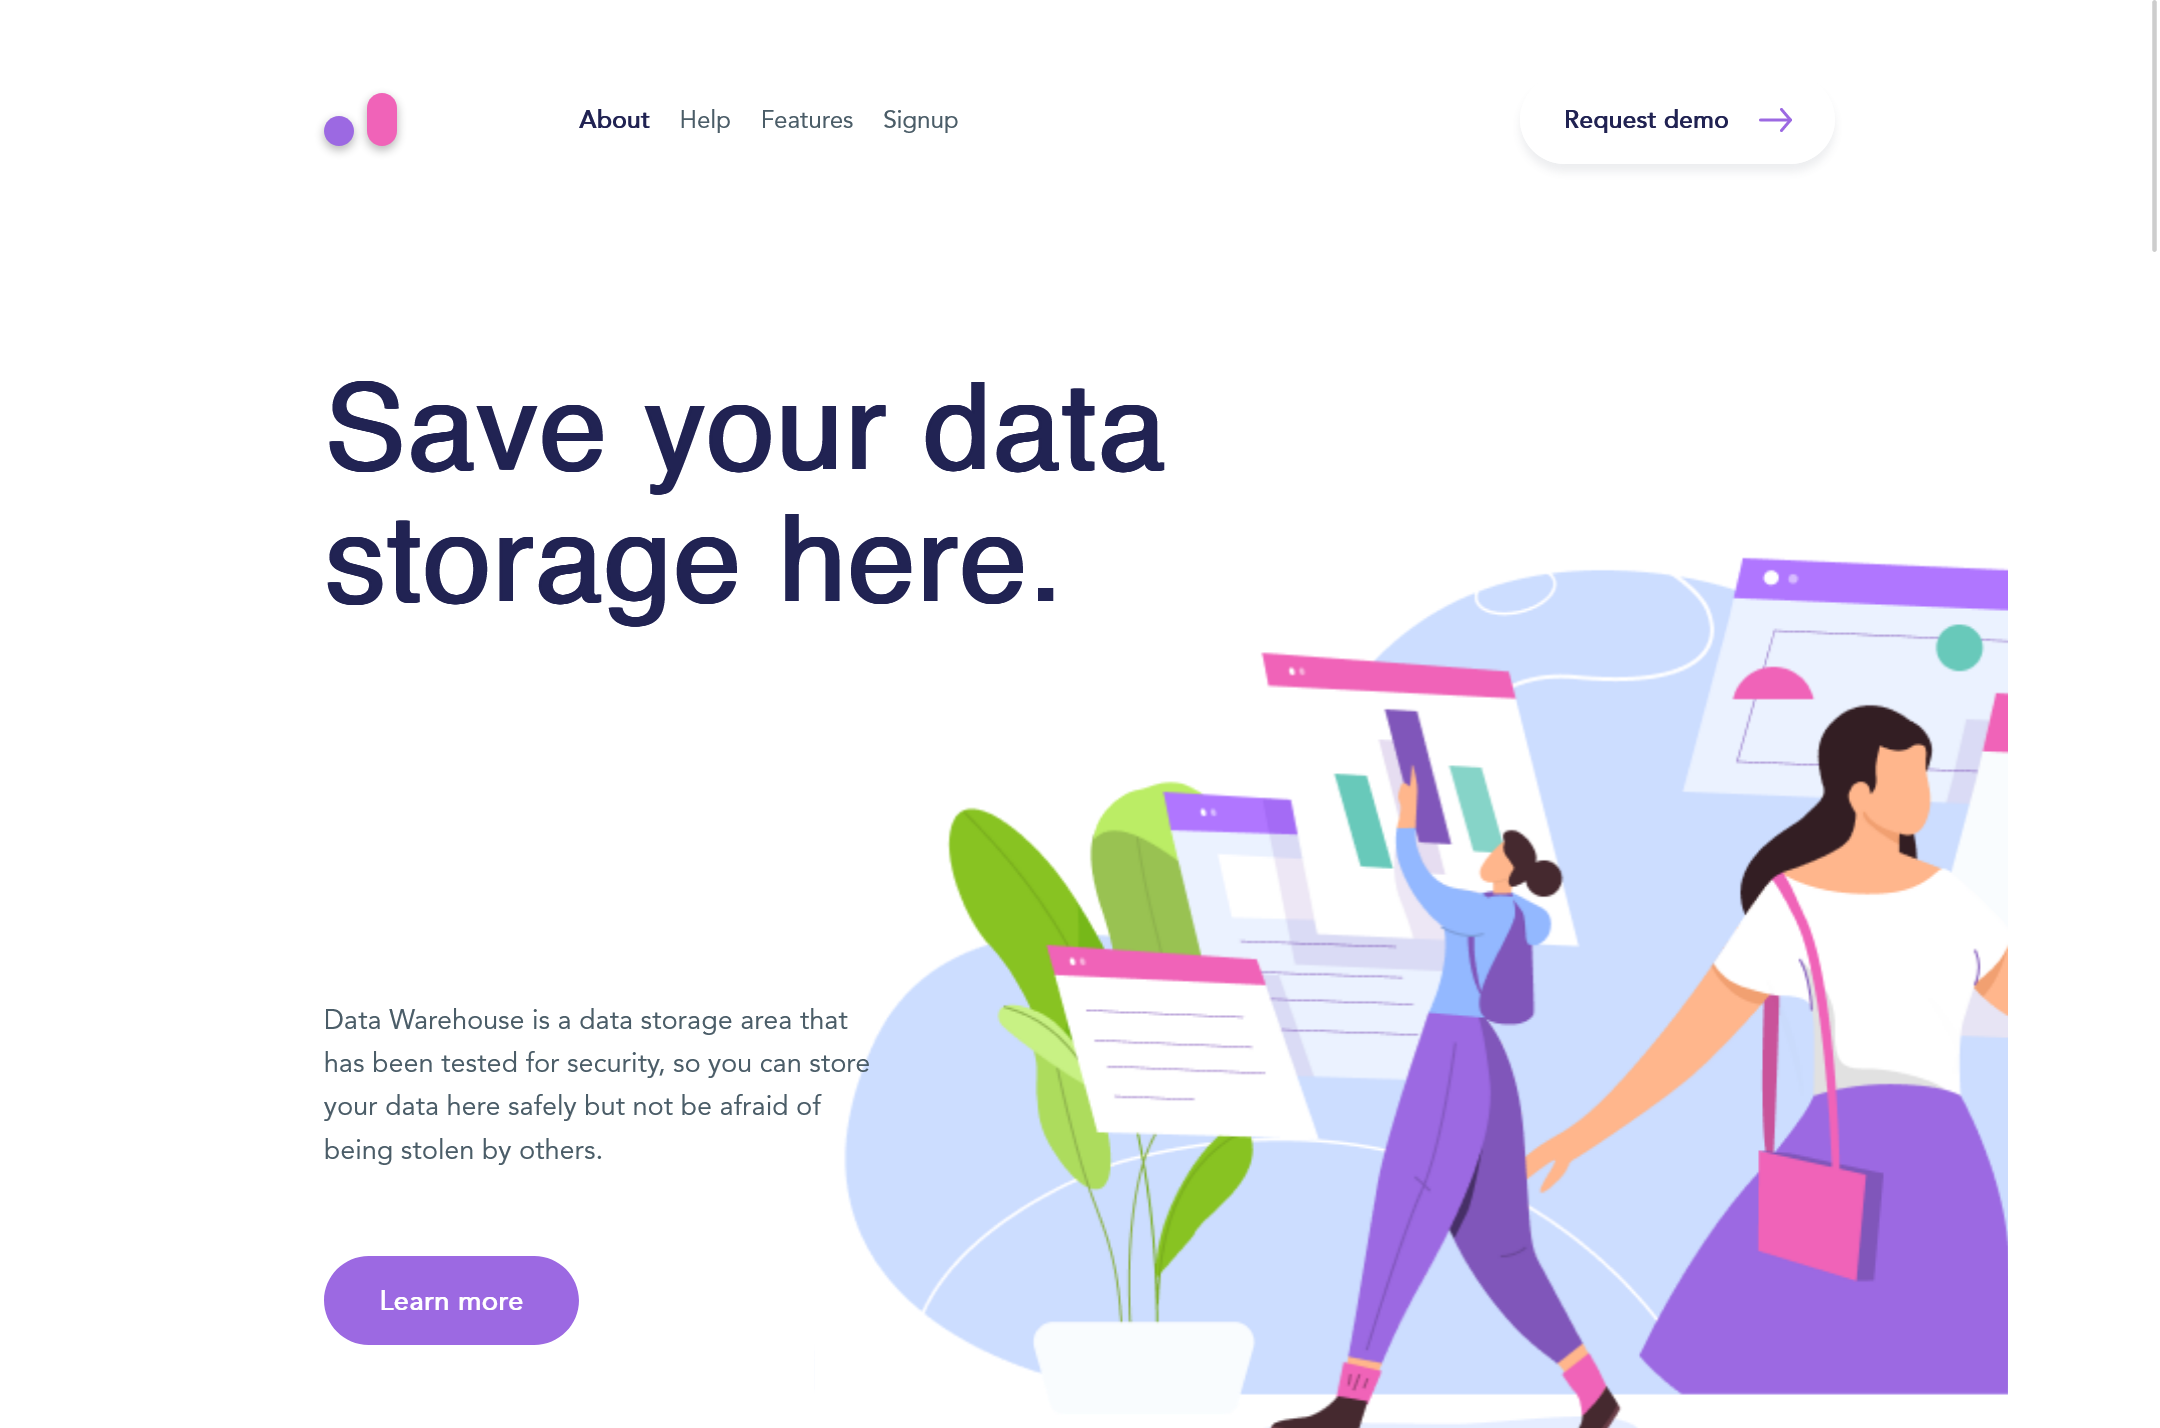 About Help Features Signup
Request demo
Save your data
storage here.
Data Warehouse is a data storage area that
has been tested for security, so you can store
your data here safely but not be afraid of
being stolen by others.
Learn more